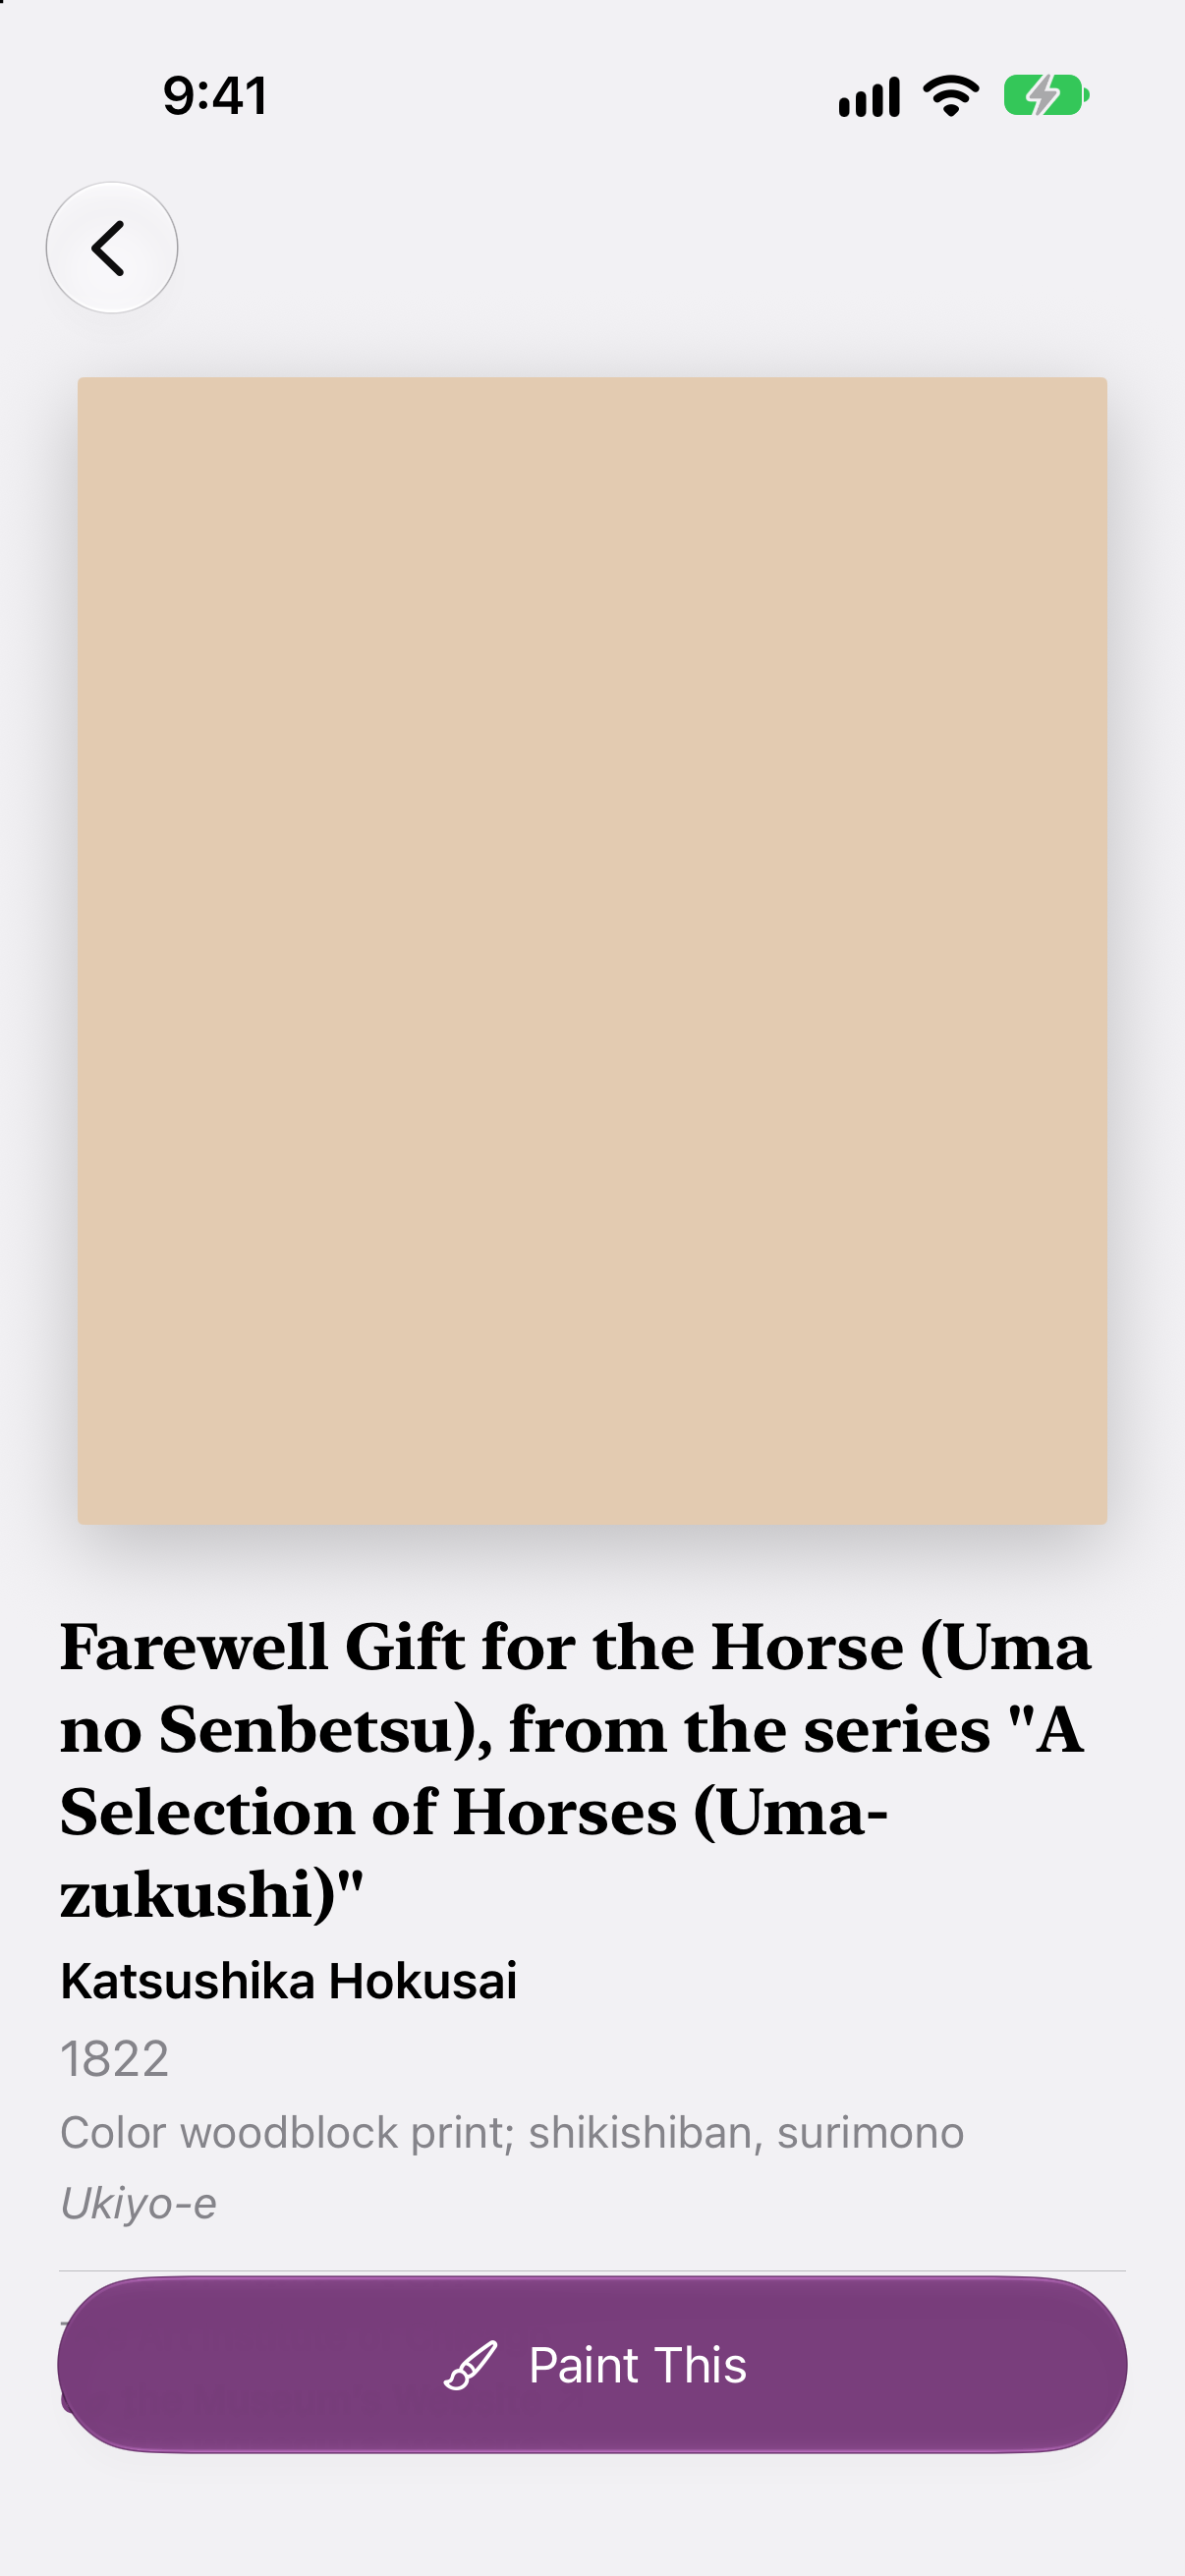 9:41
Farewell Gift for the Horse (Uma
no Senbetsu), from the series "A
Selection of Horses (Uma-
zukushi)"
Katsushika Hokusai
1822
Color woodblock print; shikishiban, surimono
Ukiyo-e
Paint This